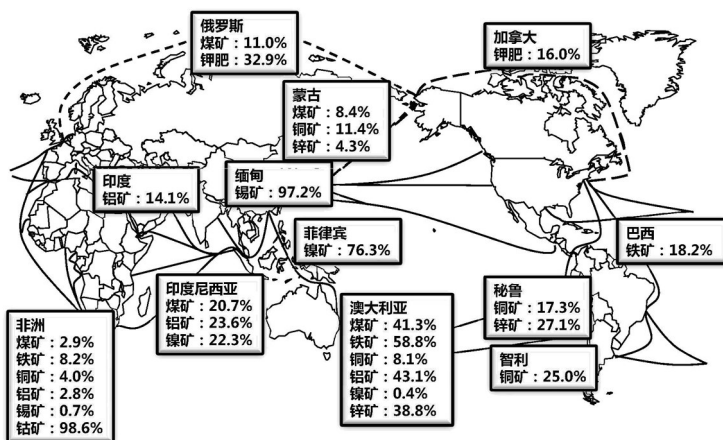 俄罗斯
煤矿：11.0%
钾肥：32.9%
加拿大
钾肥：16.0%
蒙古
煤矿：8.4%
铜矿：11.4%
锌矿：4.3%
印度
铝矿：14.1%
缅甸
锡矿：97.2%
菲律宾
镍矿：76.3%
巴西
铁矿：18.2%
印度尼西亚
煤矿：20.7%
铝矿：23.6%
镍矿：22.3%
非洲
煤矿：2.9%
铁矿：8.2%
铜矿：4.0%
铝矿：2.8%
锡矿：0.7%
钴矿：98.6%
澳大利亚
煤矿：41.3%
铁矿：58.8%
铜矿：8.1%
铝矿：43.1%
镍矿：0.4%
锌矿：38.8%
秘鲁
铜矿：17.3%
锌矿：27.1%
智利
铜矿：25.0%